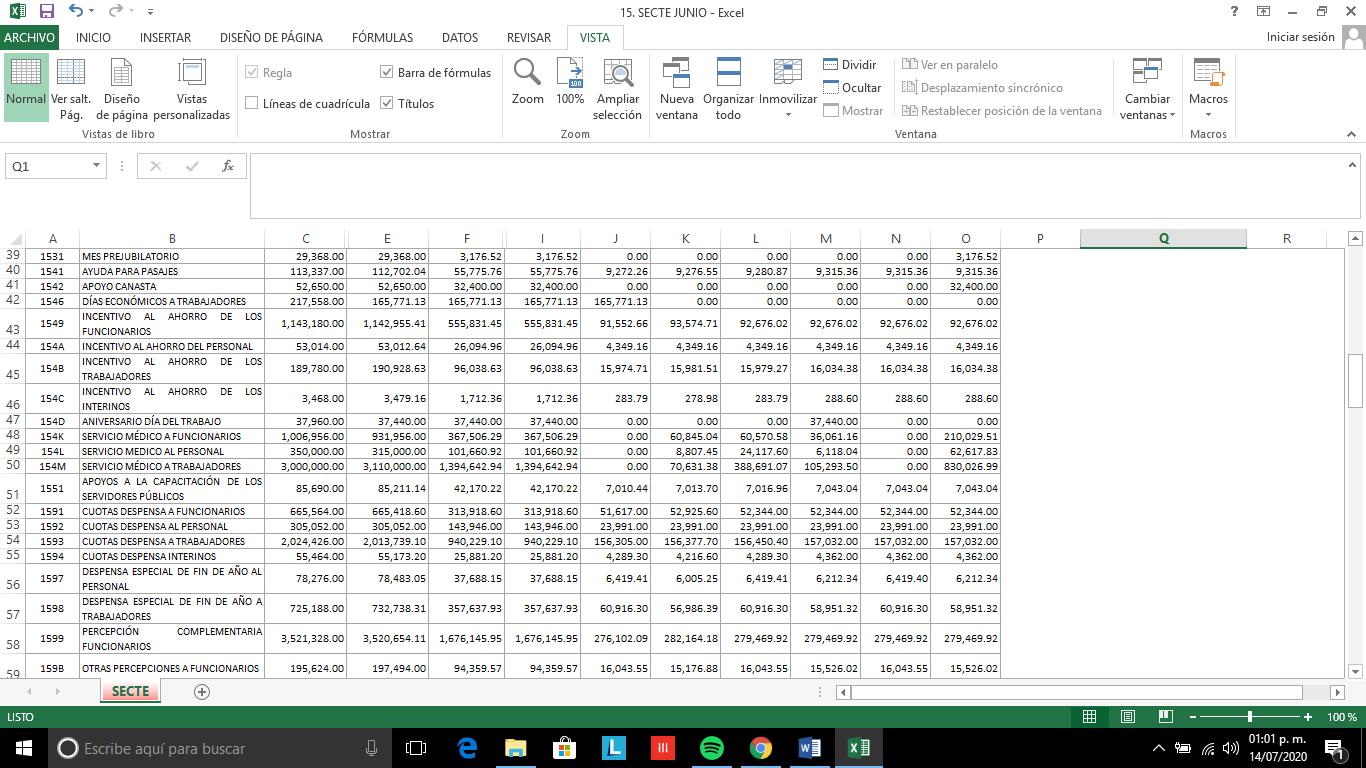 15. SECTE JUNIO - Excel
ARCHIVO INICIO INSERTAR DISEÑO DE PÁGINA FÓRMULAS DATOS REVISAR VISTA Iniciar sesión
Normal Ver salt. Pág. Diseño de página Vistas personalizadas
Regla Barra de fórmulas
Líneas de cuadrícula Títulos
Zoom 100% Ampliar selección
Nueva ventana Organizar todo Inmovilizar
Dividir
Ocultar
Mostrar
Ver en paralelo
Desplazamiento sincrónico
Restablecer posición de la ventana
Cambiar ventanas Macros
Vistas de libro Mostrar Zoom Ventana Macros
Q1 fx
A B C E F I J K L M N O P Q R
39 1531 MES PREJUBILATORIO 29,368.00 29,368.00 3,176.52 3,176.52 0.00 0.00 0.00 0.00 0.00 3,176.52
40 1541 AYUDA PARA PASAJES 113,337.00 112,702.04 55,775.76 55,775.76 9,272.26 9,276.55 9,280.87 9,315.36 9,315.36 9,315.36
41 1542 APOYO CANASTA 52,650.00 52,650.00 32,400.00 32,400.00 0.00 0.00 0.00 0.00 0.00 32,400.00
42 1546 DÍAS ECONÓMICOS A TRABAJADORES 217,558.00 165,771.13 165,771.13 165,771.13 165,771.13 0.00 0.00 0.00 0.00 0.00
43 1549 INCENTIVO AL AHORRO DE LOS FUNCIONARIOS 1,143,180.00 1,142,955.41 555,831.45 555,831.45 91,552.66 93,574.71 92,676.02 92,676.02 92,676.02 92,676.02
44 154A INCENTIVO AL AHORRO DEL PERSONAL 53,014.00 53,012.64 26,094.96 26,094.96 4,349.16 4,349.16 4,349.16 4,349.16 4,349.16 4,349.16
45 154B INCENTIVO AL AHORRO DE LOS TRABAJADORES 189,780.00 190,928.63 96,038.63 96,038.63 15,974.71 15,981.51 15,979.27 16,034.38 16,034.38 16,034.38
46 154C INCENTIVO AL AHORRO DE LOS INTERINOS 3,468.00 3,479.16 1,712.36 1,712.36 283.79 278.98 283.79 288.60 288.60 288.60
47 154D ANIVERSARIO DÍA DEL TRABAJO 37,960.00 37,440.00 37,440.00 37,440.00 0.00 0.00 0.00 37,440.00 0.00 0.00
48 154K SERVICIO MÉDICO A FUNCIONARIOS 1,006,956.00 931,956.00 367,506.29 367,506.29 0.00 60,845.04 60,570.58 36,061.16 0.00 210,029.51
49 154L SERVICIO MEDICO AL PERSONAL 350,000.00 315,000.00 101,660.92 101,660.92 0.00 8,807.45 24,117.60 6,118.04 0.00 62,617.83
50 154M SERVICIO MÉDICO A TRABAJADORES 3,000,000.00 3,110,000.00 1,394,642.94 1,394,642.94 0.00 70,631.38 388,691.07 105,293.50 0.00 830,026.99
51 1551 APOYOS A LA CAPACITACIÓN DE LOS SERVIDORES PÚBLICOS 85,690.00 85,211.14 42,170.22 42,170.22 7,010.44 7,013.70 7,016.96 7,043.04 7,043.04 7,043.04
52 1591 CUOTAS DESPENSA A FUNCIONARIOS 665,564.00 665,418.60 313,918.60 313,918.60 51,617.00 52,925.60 52,344.00 52,344.00 52,344.00 52,344.00
53 1592 CUOTAS DESPENSA AL PERSONAL 305,052.00 305,052.00 143,946.00 143,946.00 23,991.00 23,991.00 23,991.00 23,991.00 23,991.00 23,991.00
54 1593 CUOTAS DESPENSA A TRABAJADORES 2,024,426.00 2,013,739.10 940,229.10 940,229.10 156,305.00 156,377.70 156,450.40 157,032.00 157,032.00 157,032.00
55 1594 CUOTAS DESPENSA INTERINOS 55,464.00 55,173.20 25,881.20 25,881.20 4,289.30 4,216.60 4,289.30 4,362.00 4,362.00 4,362.00
56 1597 DESPENSA ESPECIAL DE FIN DE AÑO AL PERSONAL 78,276.00 78,483.05 37,688.15 37,688.15 6,419.41 6,005.25 6,419.41 6,212.34 6,419.40 6,212.34
57 1598 DESPENSA ESPECIAL DE FIN DE AÑO A TRABAJADORES 725,188.00 732,738.31 357,637.93 357,637.93 60,916.30 56,986.39 60,916.30 58,951.32 60,916.30 58,951.32
58 1599 PERCEPCIÓN COMPLEMENTARIA FUNCIONARIOS 3,521,328.00 3,520,654.11 1,676,145.95 1,676,145.95 276,102.09 282,164.18 279,469.92 279,469.92 279,469.92 279,469.92
59 159B OTRAS PERCEPCIONES A FUNCIONARIOS 195,624.00 197,494.00 94,359.57 94,359.57 16,043.55 15,176.88 16,043.55 15,526.02 16,043.55 15,526.02
SECTE
LISTO 100 %
Escribe aquí para buscar
01:01 p. m.
14/07/2020
1